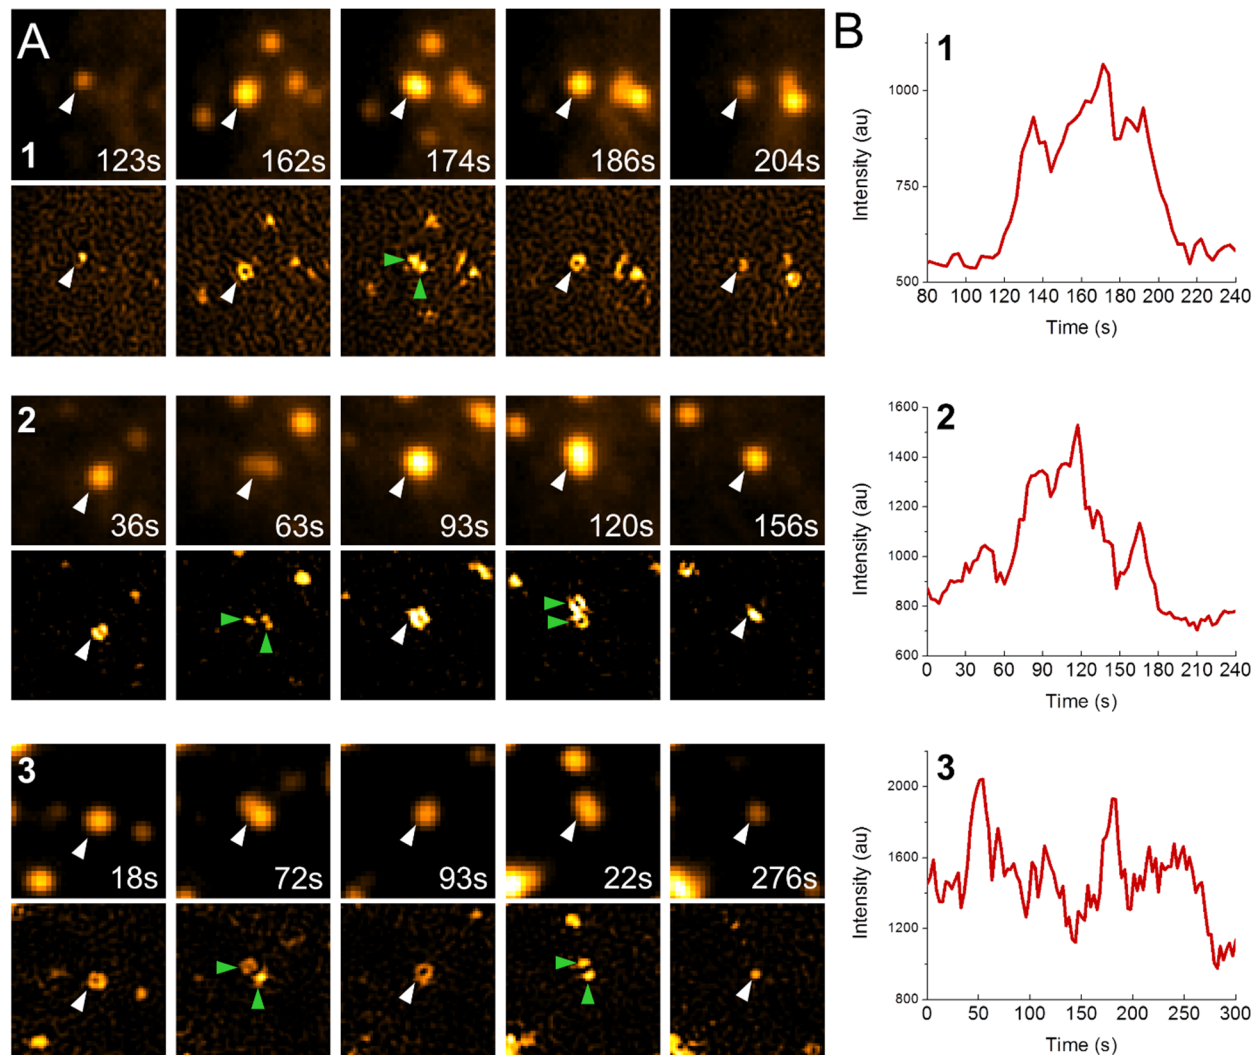 A
1
123s
162s
174s
186s
204s
2
36s
63s
93s
120s
156s
3
18s
72s
93s
22s
276s
B
1
Intensity (au)
1000
750
500
80 100 120 140 160 180 200 220 240
Time (s)
2
Intensity (au)
1600
1400
1200
1000
800
600
0 30 60 90 120 150 180 210 240
Time (s)
3
Intensity (au)
2000
1600
1200
800
0 50 100 150 200 250 300
Time (s)